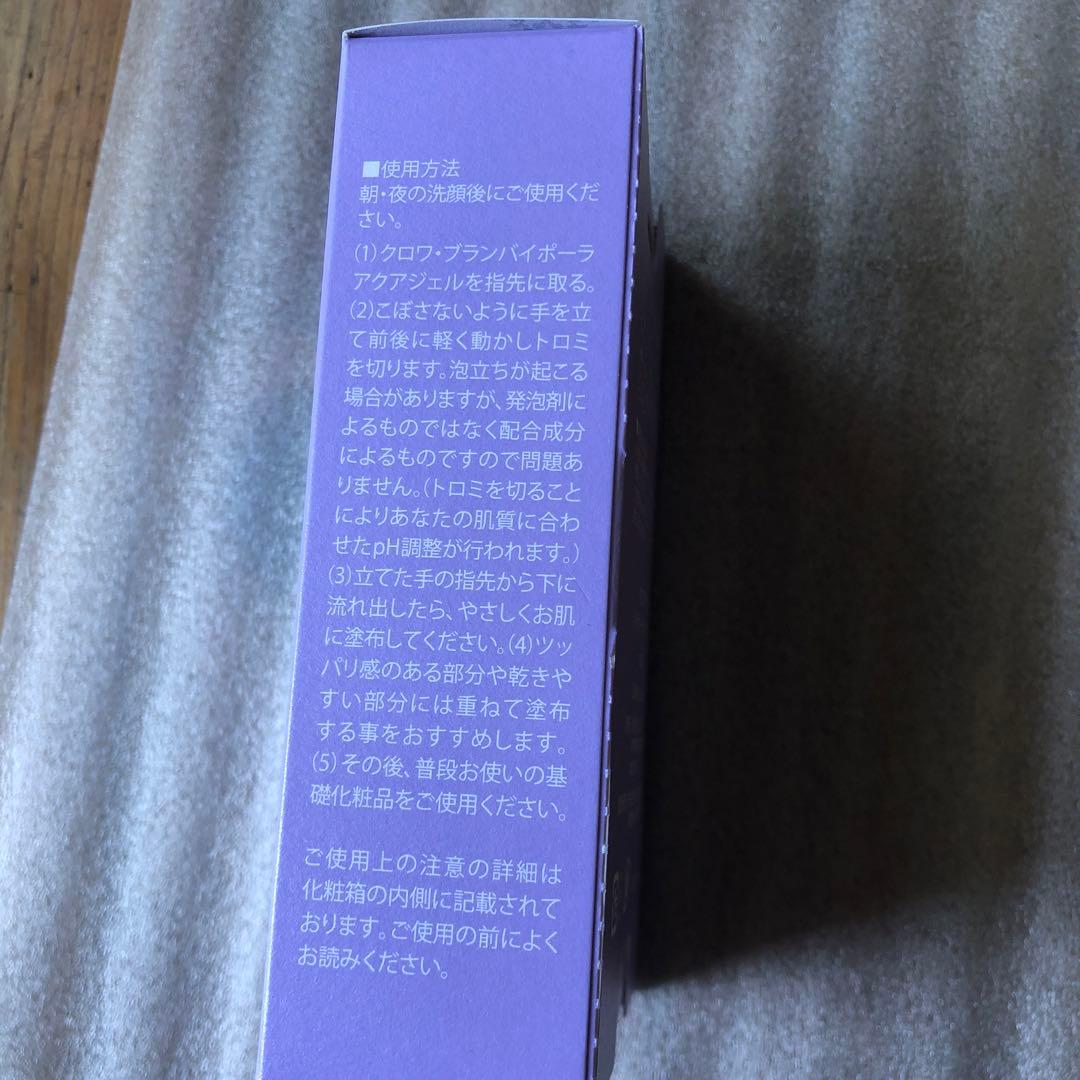 ■使用方法
朝・夜の洗顔後にご使用くだ
さい。
(1)クロワ・ブランバイポーラ
アクアジェルを指先に取る。
(2)こぼさないように手を立
て前後に軽く動かしトロミ
を切ります。泡立ちが起こる
場合がありますが、発泡剤に
よるものではなく配合成分
によるものですので問題あ
りません。(トロミを切ること
によりあなたの肌質に合わ
せたpH調整が行われます。)
(3)立てた手の指先から下に
流れ出したら、やさしくお肌
に塗布してください。(4)ツッ
パリ感のある部分や乾きや
すい部分には重ねて塗布
する事をおすすめします。
(5)その後、普段お使いの基
礎化粧品をご使用ください。
ご使用上の注意の詳細は
化粧箱の内側に記載されて
おります。ご使用の前によく
お読みください。